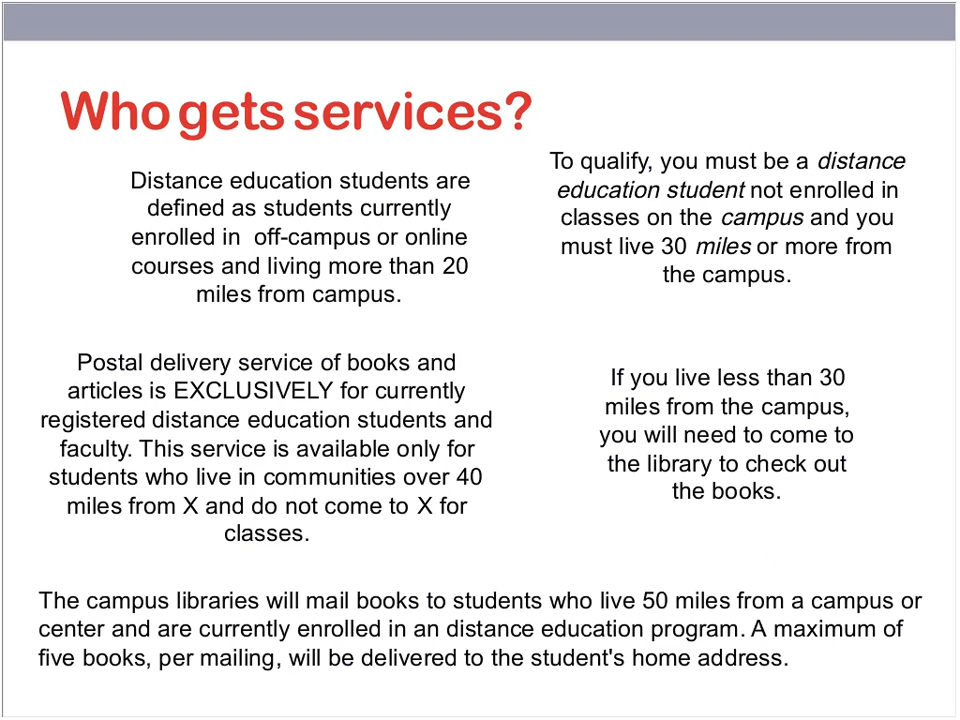 Who gets services?
Distance education students are
defined as students currently
enrolled in  off-campus or online
courses and living more than 20
miles from campus.
To qualify, you must be a distance
education student not enrolled in
classes on the campus and you
must live 30 miles or more from
the campus.
Postal delivery service of books and
articles is EXCLUSIVELY for currently
registered distance education students and
faculty. This service is available only for
students who live in communities over 40
miles from X and do not come to X for
classes.
If you live less than 30
miles from the campus,
you will need to come to
the library to check out
the books.
The campus libraries will mail books to students who live 50 miles from a campus or
center and are currently enrolled in an distance education program. A maximum of
five books, per mailing, will be delivered to the student's home address.